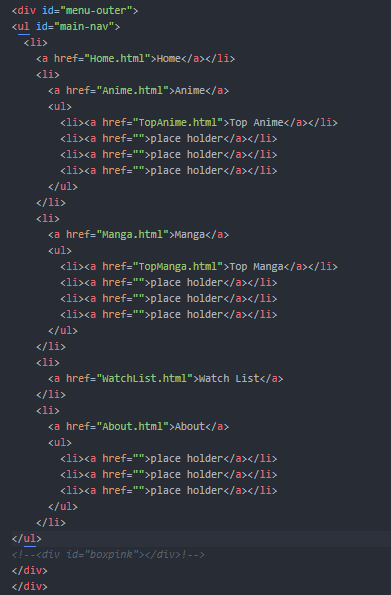 <div id="menu-outer">
<ul id="main-nav">
<li>
<a href="Home.html">Home</a></li>
<li>
<a href="Anime.html">Anime</a>
<ul>
<li><a href="TopAnime.html">Top Anime</a></li>
<li><a href="">place holder</a></li>
<li><a href="">place holder</a></li>
<li><a href="">place holder</a></li>
</ul>
</li>
<li>
<a href="Manga.html">Manga</a>
<ul>
<li><a href="TopManga.html">Top Manga</a></li>
<li><a href="">place holder</a></li>
<li><a href="">place holder</a></li>
<li><a href="">place holder</a></li>
</ul>
</li>
<li>
<a href="WatchList.html">Watch List</a>
</li>
<li>
<a href="About.html">About</a>
<ul>
<li><a href="">place holder</a></li>
<li><a href="">place holder</a></li>
<li><a href="">place holder</a></li>
</ul>
</li>
</ul>
<!--<div id="boxpink"></div>!-->
</div>
</div>